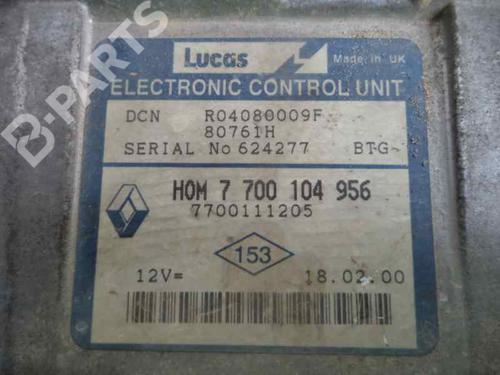 B-PARTS
Lucas
Made in UK
ELECTRONIC CONTROL UNIT
DCN R04080009F
80761H
SERIAL No 624277 BT-G
HOM 7 700 104 956
7700111205
153
12V= 18.02.00